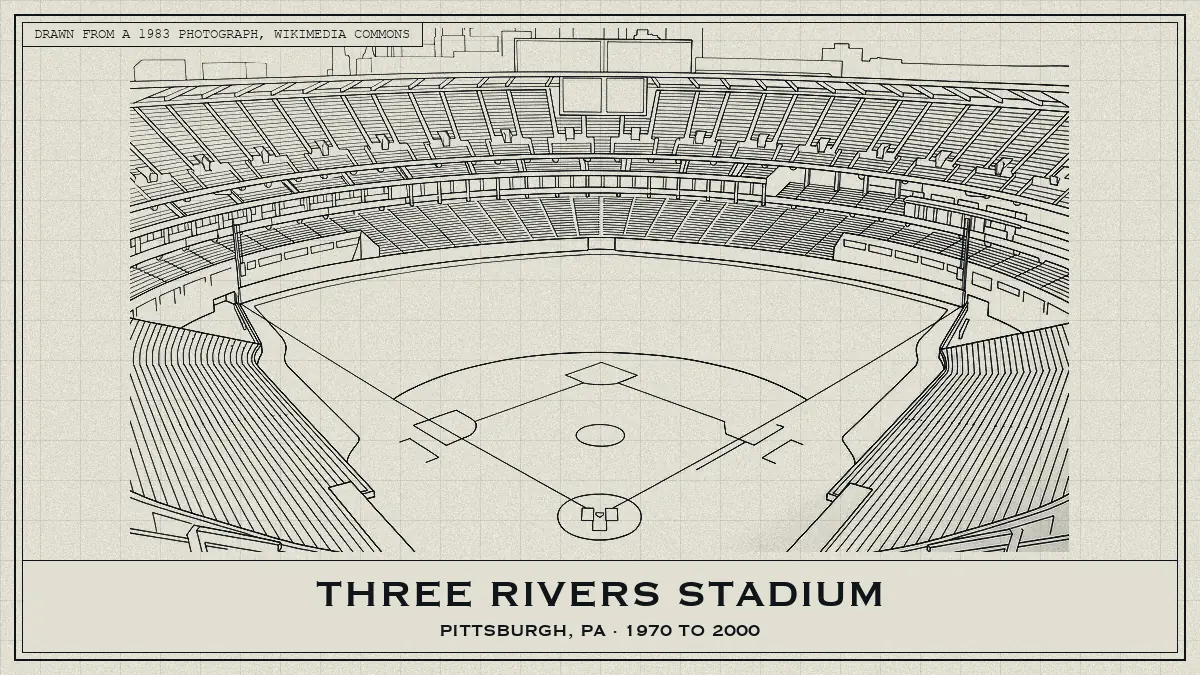 DRAWN FROM A 1983 PHOTOGRAPH, WIKIMEDIA COMMONS
THREE RIVERS STADIUM
PITTSBURGH, PA · 1970 TO 2000